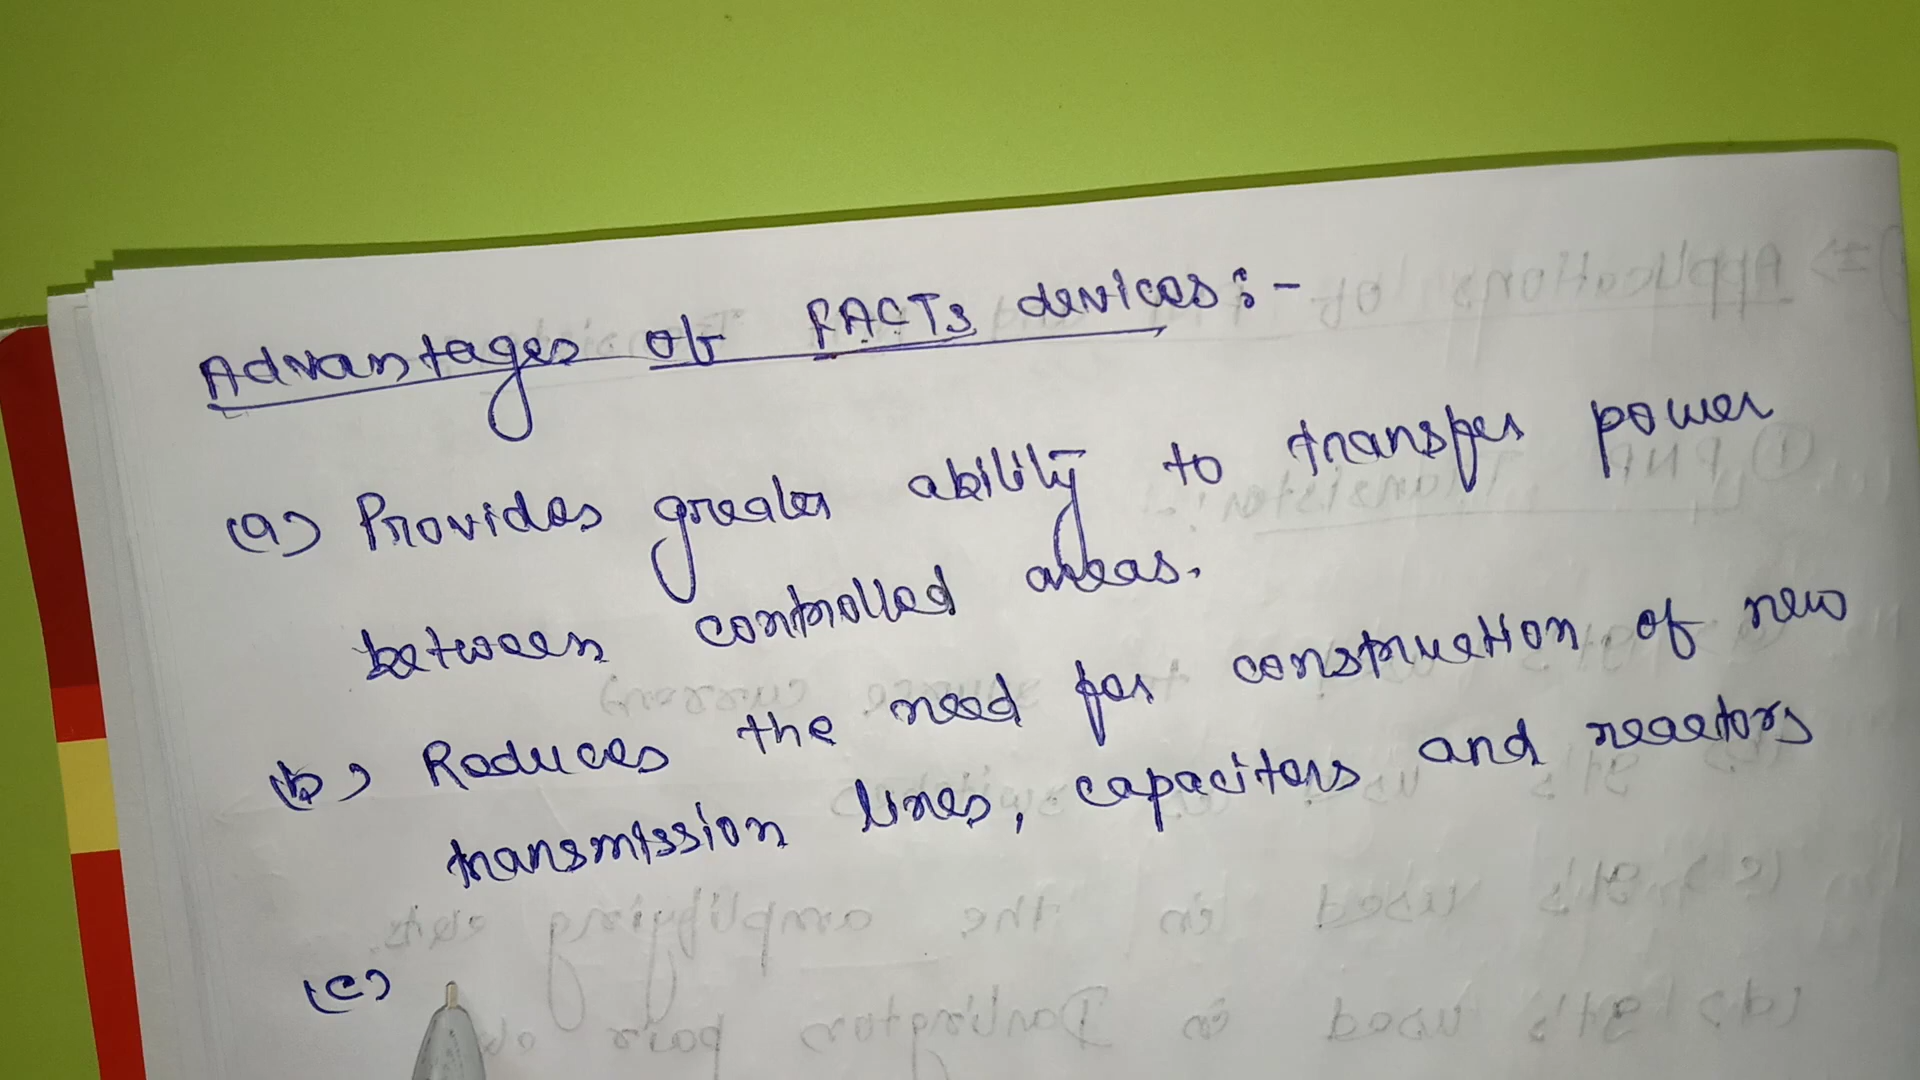 Advantages of FACTs devices :-
(a) Provides greater ability to transfer power
between controlled areas.
(b) Reduces the need for construction of new
transmission lines, capacitors and reactors
(c)